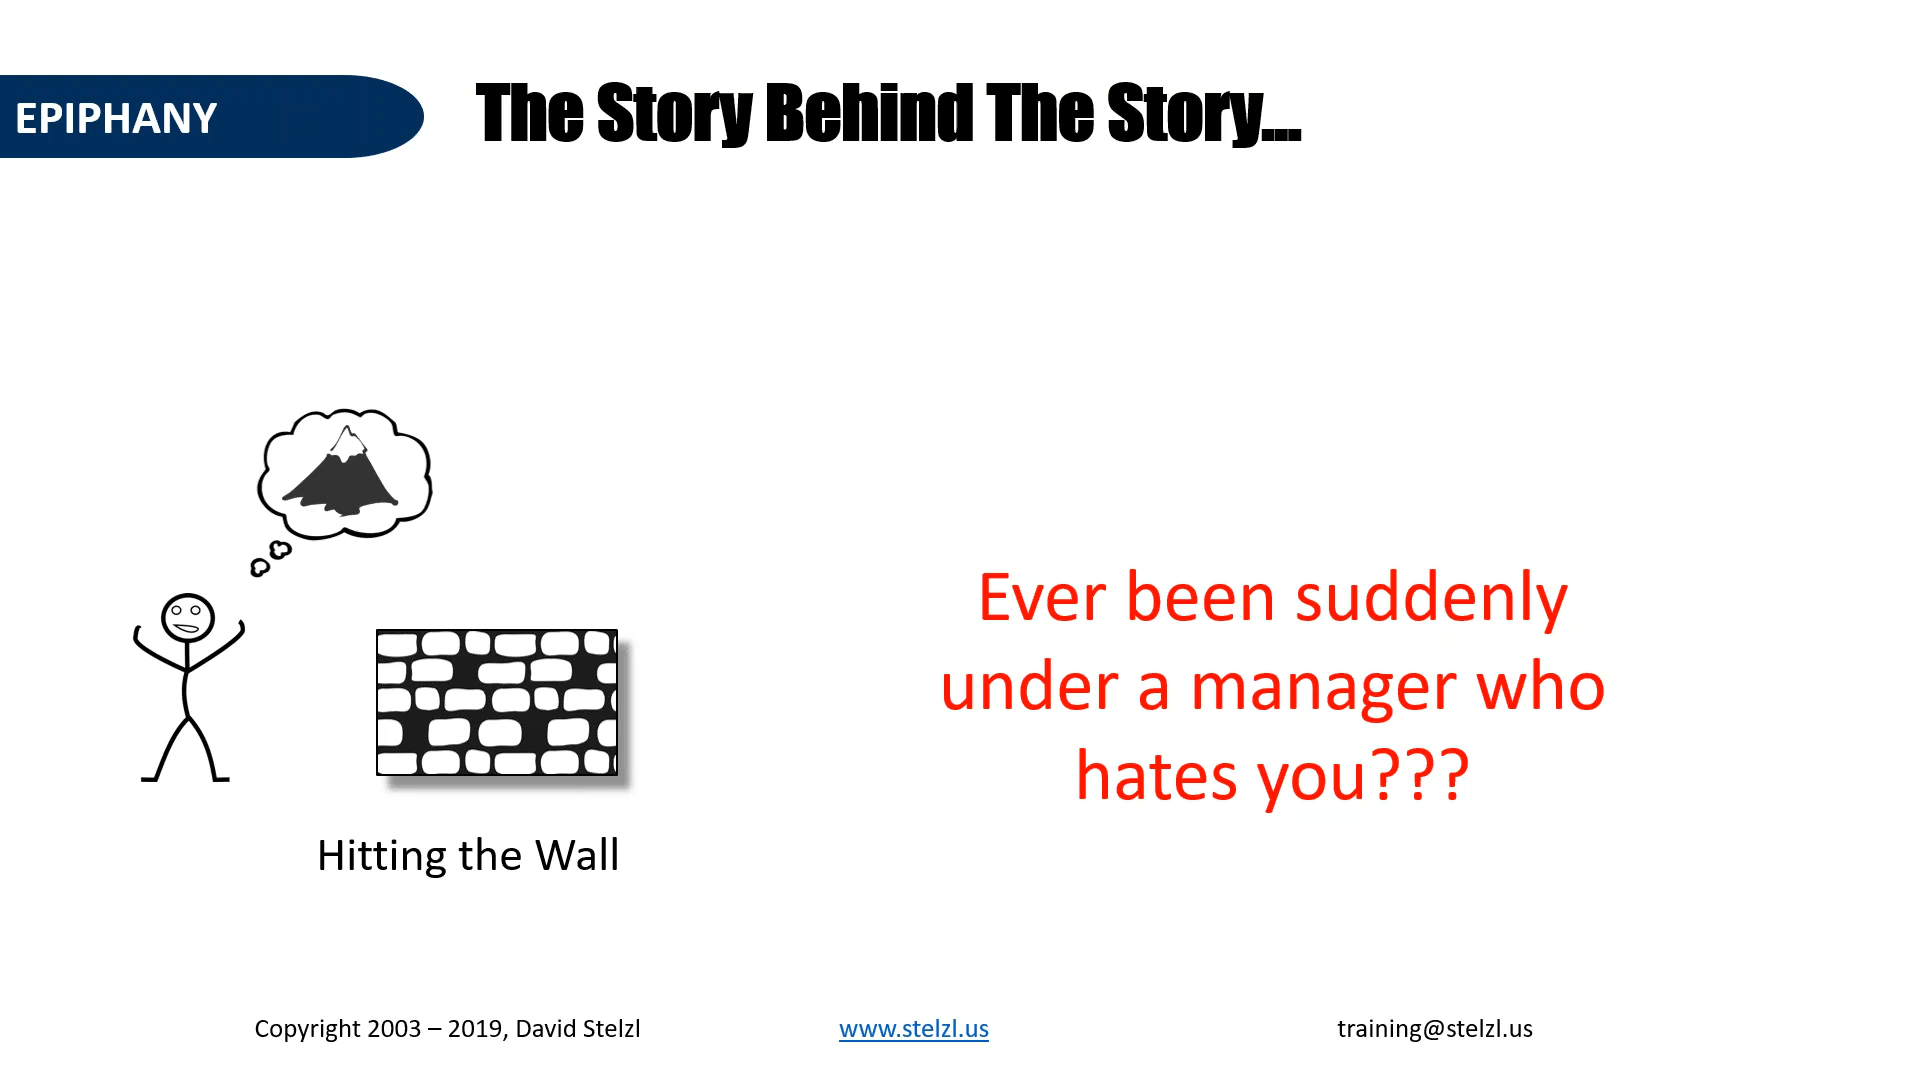 EPIPHANY
The Story Behind The Story...
Ever been suddenly
under a manager who
hates you???
Hitting the Wall
Copyright 2003 – 2019, David Stelzl
www.stelzl.us
training@stelzl.us